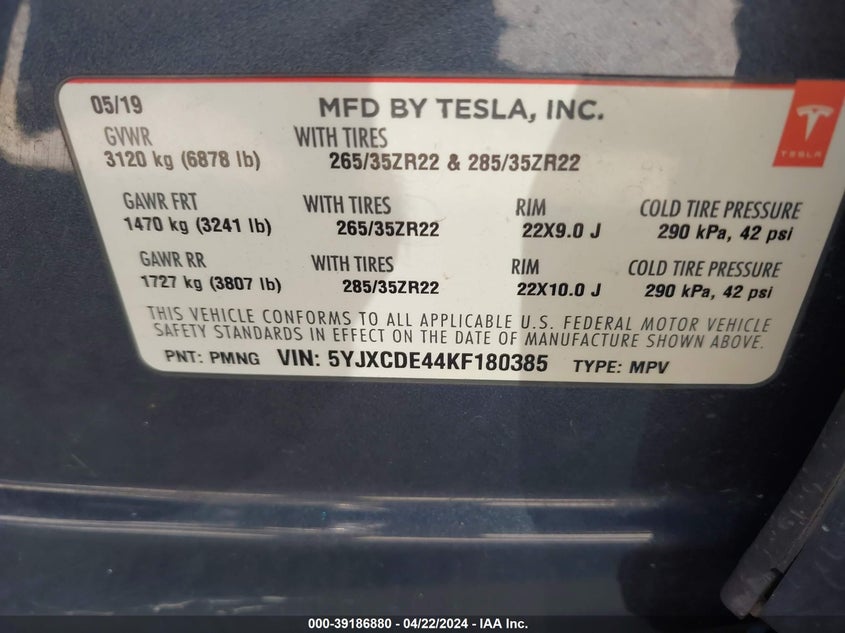 05/19 MFD BY TESLA, INC.
GVWR WITH TIRES
3120 kg (6878 lb) 265/35ZR22 & 285/35ZR22
TESLA
GAWR FRT WITH TIRES RIM COLD TIRE PRESSURE
1470 kg (3241 lb) 265/35ZR22 22X9.0 J 290 kPa, 42 psi
GAWR RR WITH TIRES RIM COLD TIRE PRESSURE
1727 kg (3807 lb) 285/35ZR22 22X10.0 J 290 kPa, 42 psi
THIS VEHICLE CONFORMS TO ALL APPLICABLE U.S. FEDERAL MOTOR VEHICLE
SAFETY STANDARDS IN EFFECT ON THE DATE OF MANUFACTURE SHOWN ABOVE.
PNT: PMNG VIN: 5YJXCDE44KF180385 TYPE: MPV
000-39186880 - 04/22/2024 - IAA Inc.